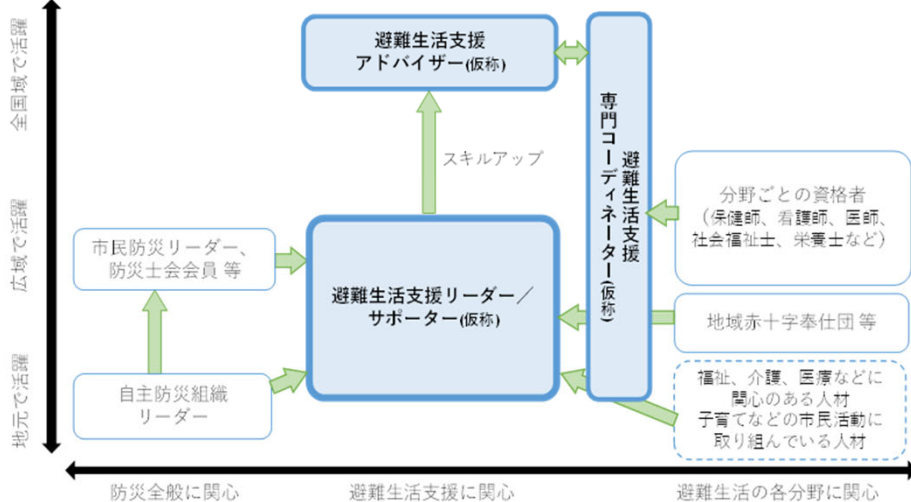 全国域で活躍
広域で活躍
地元で活躍
避難生活支援
アドバイザー(仮称)
スキルアップ
避難生活支援
専門コーディネーター(仮称)
分野ごとの資格者
（保健師、看護師、医師、
社会福祉士、栄養士など）
市民防災リーダー、
防災士会会員 等
避難生活支援リーダー／
サポーター(仮称)
地域赤十字奉仕団 等
自主防災組織
リーダー
福祉、介護、医療などに
関心のある人材
子育てなどの市民活動に
取り組んでいる人材
防災全般に関心
避難生活支援に関心
避難生活の各分野に関心